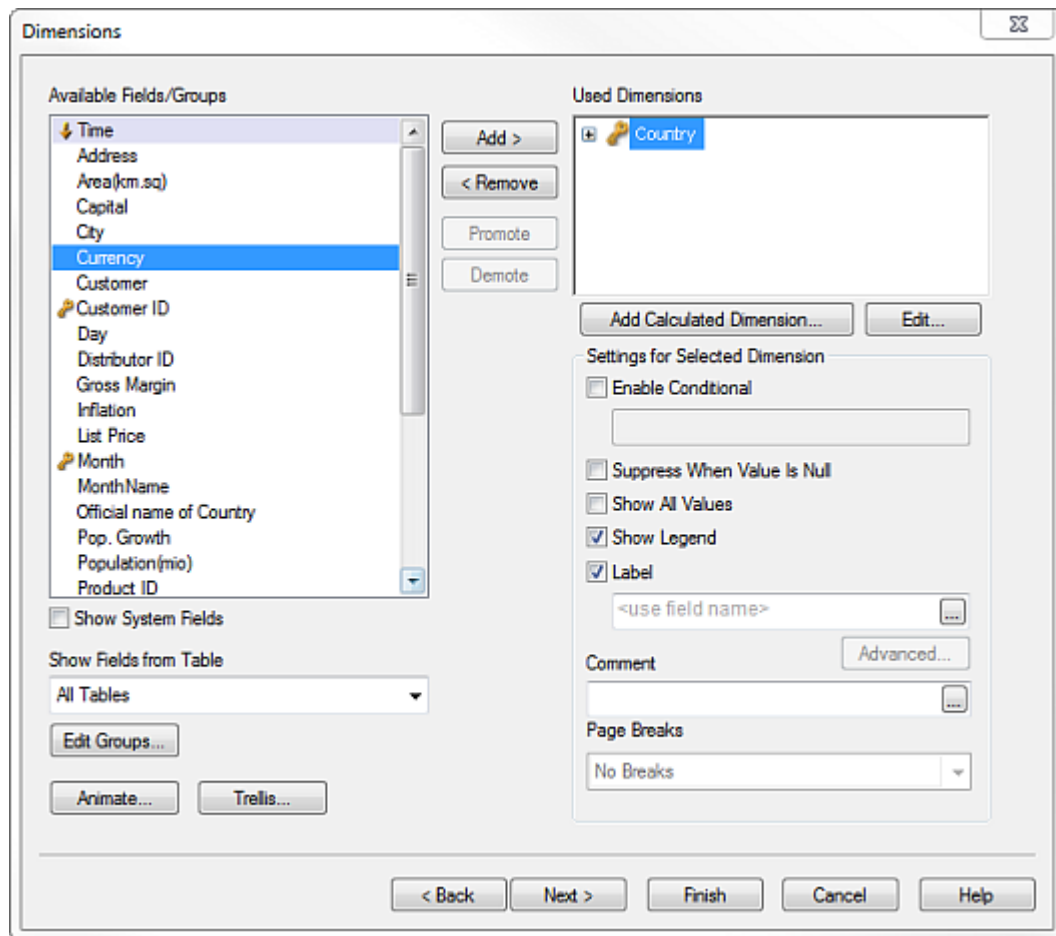 Dimensions
Available Fields/Groups
Time
Address
Area(km.sq)
Capital
City
Currency
Customer
Customer ID
Day
Distributor ID
Gross Margin
Inflation
List Price
Month
MonthName
Official name of Country
Pop. Growth
Population(mio)
Product ID
Show System Fields
Show Fields from Table
All Tables
Edit Groups...
Animate...
Trellis...
Add >
< Remove
Promote
Demote
Used Dimensions
Country
Add Calculated Dimension...
Edit...
Settings for Selected Dimension
Enable Conditional
Suppress When Value Is Null
Show All Values
Show Legend
Label
<use field name>
...
Advanced...
Comment
...
Page Breaks
No Breaks
< Back
Next >
Finish
Cancel
Help